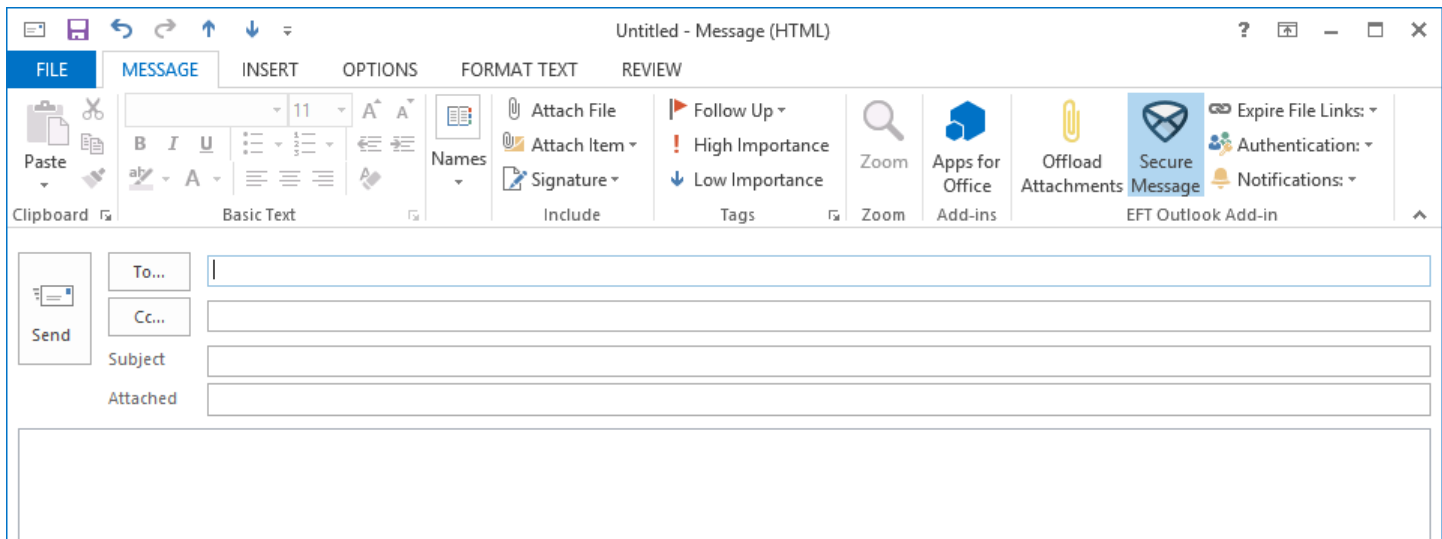 Untitled - Message (HTML) ?
FILE MESSAGE INSERT OPTIONS FORMAT TEXT REVIEW
Paste
Clipboard
11 A A
B I U
ab A
Basic Text
Names
Attach File
Attach Item
Signature
Include
Follow Up
! High Importance
Low Importance
Tags
Zoom
Zoom
Apps for
Office
Add-ins
Offload
Attachments
Secure
Message
Expire File Links:
Authentication:
Notifications:
EFT Outlook Add-in
Send
To...
Cc...
Subject
Attached